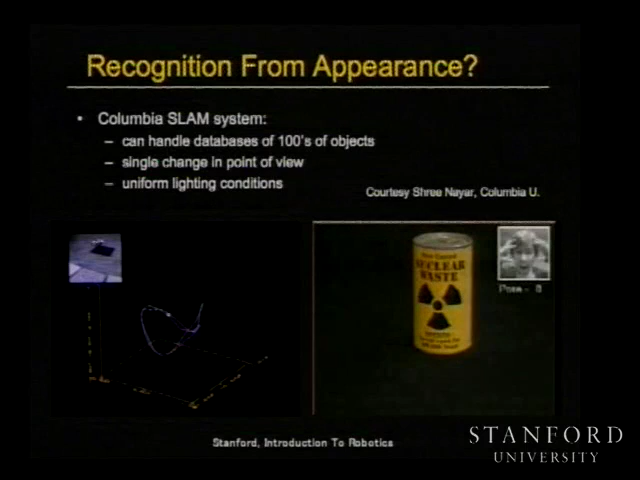 Recognition From Appearance?
• Columbia SLAM system:
– can handle databases of 100's of objects
– single change in point of view
– uniform lighting conditions
Courtesy Shree Nayar, Columbia U.
NUCLEAR
WASTE
Pose - 8
Stanford, Introduction To Robotics
STANFORD
UNIVERSITY